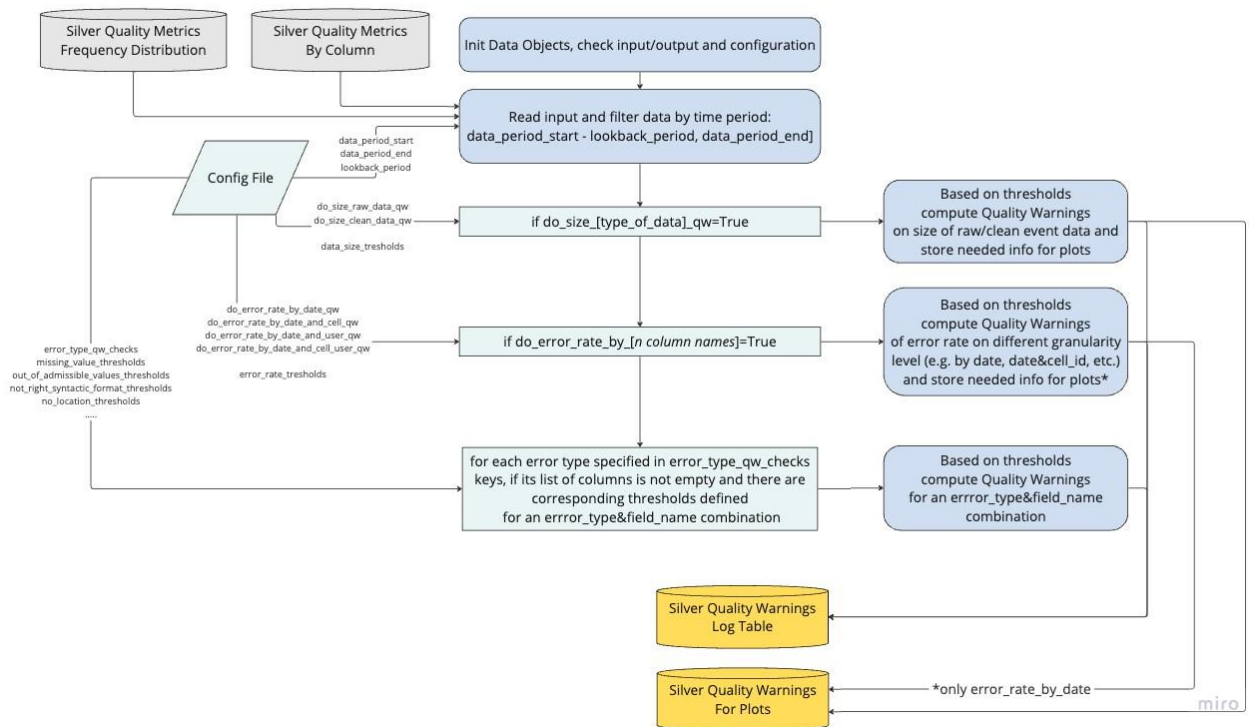 Silver Quality Metrics
Frequency Distribution
Silver Quality Metrics
By Column
Init Data Objects, check input/output and configuration
Read input and filter data by time period:
data_period_start - lookback_period, data_period_end]
data_period_start
data_period_end
lookback_period
Config File
do_size_raw_data_qw
do_size_clean_data_qw
data_size_tresholds
if do_size_[type_of_data]_qw=True
Based on thresholds
compute Quality Warnings
on size of raw/clean event data and
store needed info for plots
do_error_rate_by_date_qw
do_error_rate_by_date_and_cell_qw
do_error_rate_by_date_and_user_qw
do_error_rate_by_date_and_cell_user_qw
error_rate_tresholds
if do_error_rate_by_[n column names]=True
Based on thresholds
compute Quality Warnings
of error rate on different granularity
level (e.g. by date, date&cell_id, etc.)
and store needed info for plots*
error_type_qw_checks
missing_value_thresholds
out_of_admissible_values_thresholds
not_right_syntactic_format_thresholds
no_location_thresholds
.....
for each error type specified in error_type_qw_checks
keys, if its list of columns is not empty and there are
corresponding thresholds defined
for an errror_type&field_name combination
Based on thresholds
compute Quality Warnings
for an errror_type&field_name
combination
Silver Quality Warnings
Log Table
Silver Quality Warnings
For Plots
*only error_rate_by_date
miro